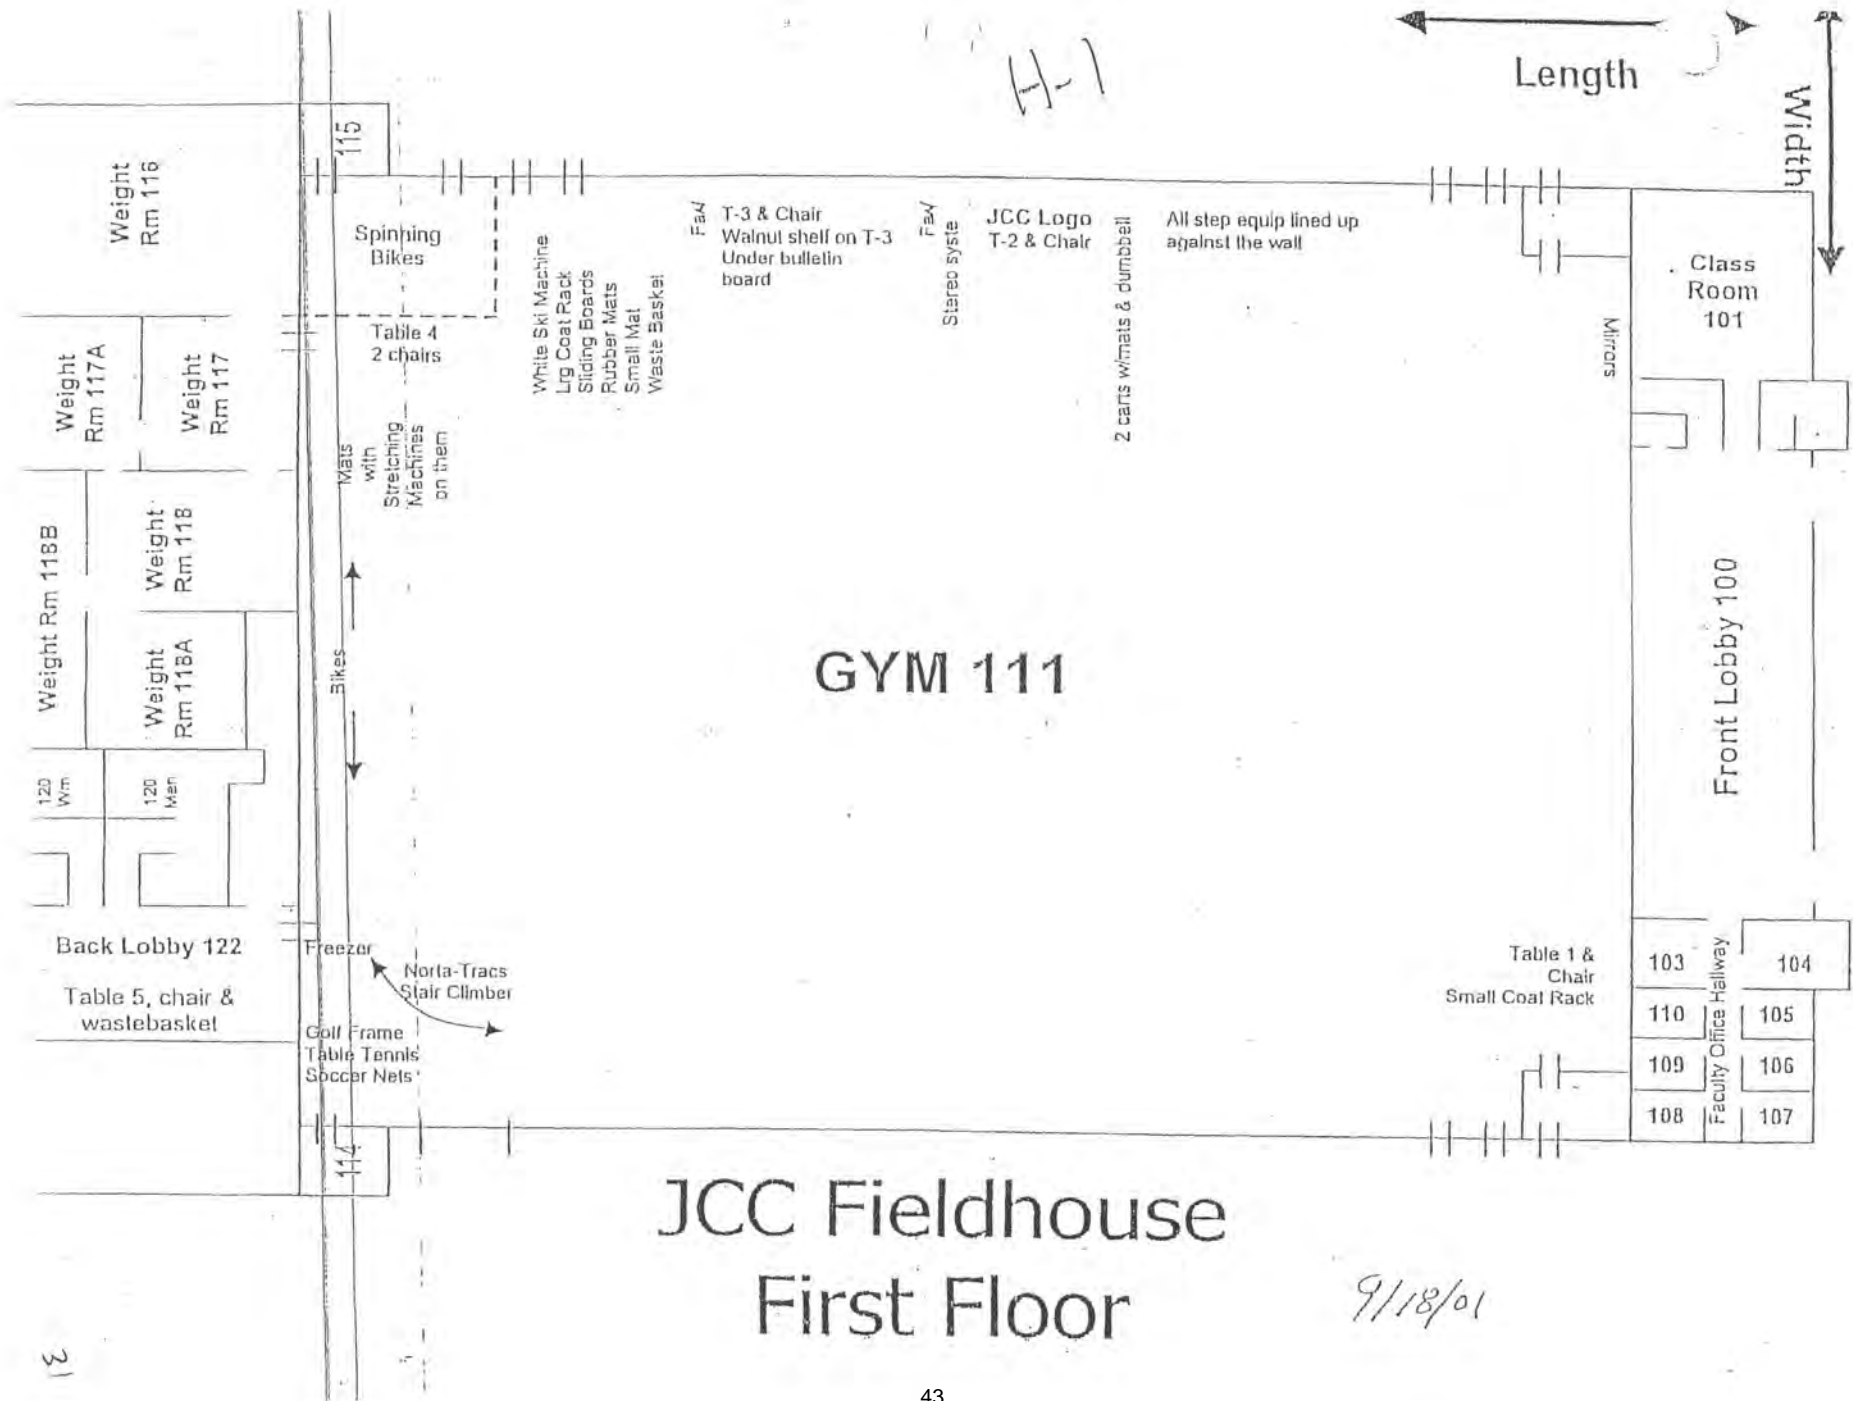 H-1
Length
Width
115
Weight
Rm 116
Spinning
Bikes
White Ski Machine
Lrg Coat Rack
Sliding Boards
Rubber Mats
Small Mat
Waste Basket
T-3 & Chair
Walnut shelf on T-3
Under bulletin
board
Stereo syste
JCC Logo
T-2 & Chair
2 carts w/mats & dumbbell
All step equip lined up
against the wall
Mirrors
Class
Room
101
Table 4
2 chairs
Weight
Rm 117A
Weight
Rm 117
Mats
with
Stretching
Machines
on them
Weight Rm 118B
Weight
Rm 118
Weight
Rm 118A
Bikes
GYM 111
Front Lobby 100
120
Wm
120
Men
Back Lobby 122
Table 5, chair &
wastebasket
Freezer
Norta-Tracs
Stair Climber
Golf Frame
Table Tennis
Soccer Nets
Table 1 &
Chair
Small Coat Rack
103
104
110
105
109
106
108
107
Faculty Office Hallway
114
JCC Fieldhouse
First Floor
9/18/01
31
43